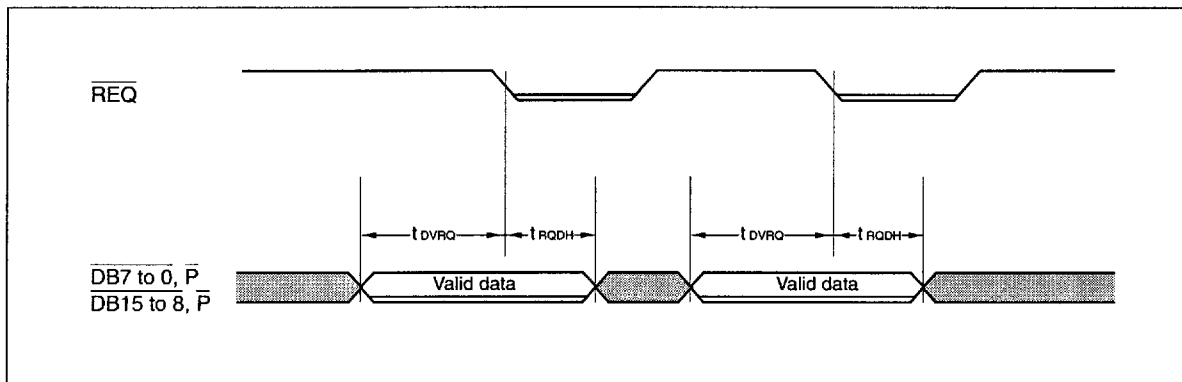 REQ
t DVRQ t RQDH t DVRQ t RQDH
DB7 to 0, P Valid data Valid data
DB15 to 8, P